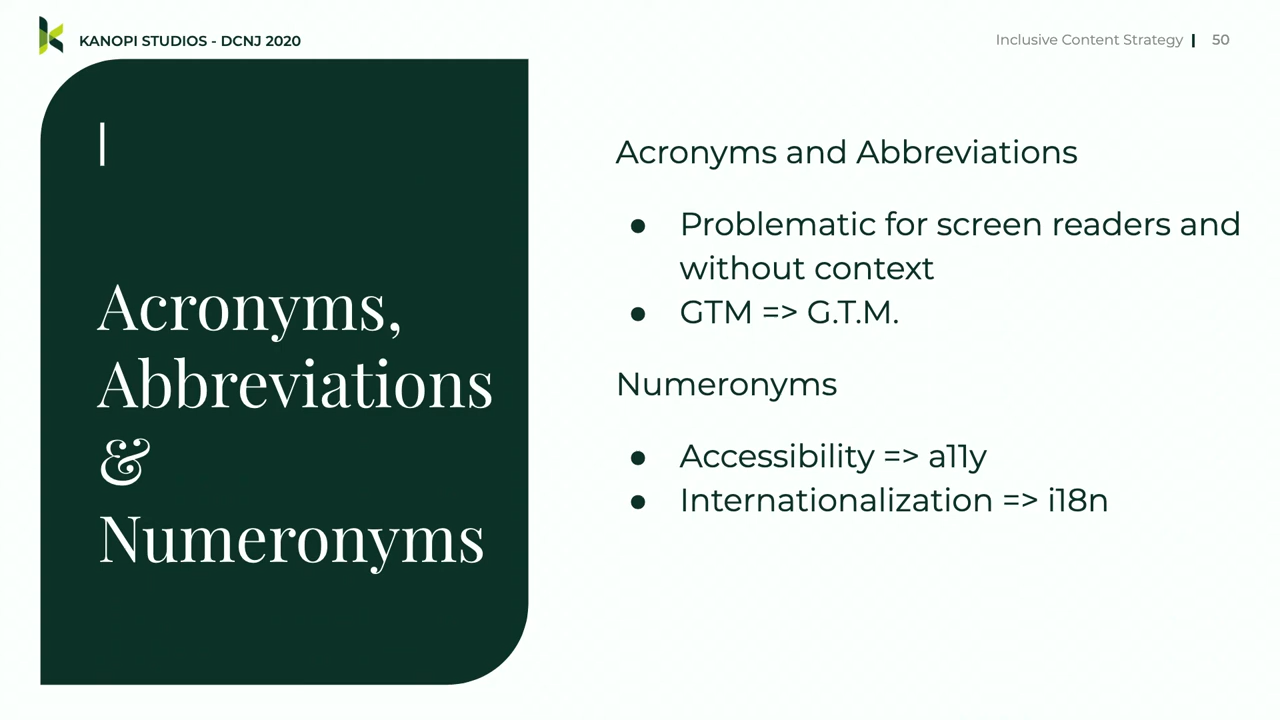 KANOPI STUDIOS - DCNJ 2020
Inclusive Content Strategy | 50
Acronyms,
Abbreviations
&
Numeronyms
Acronyms and Abbreviations
● Problematic for screen readers and
without context
● GTM => G.T.M.
Numeronyms
● Accessibility => a11y
● Internationalization => i18n